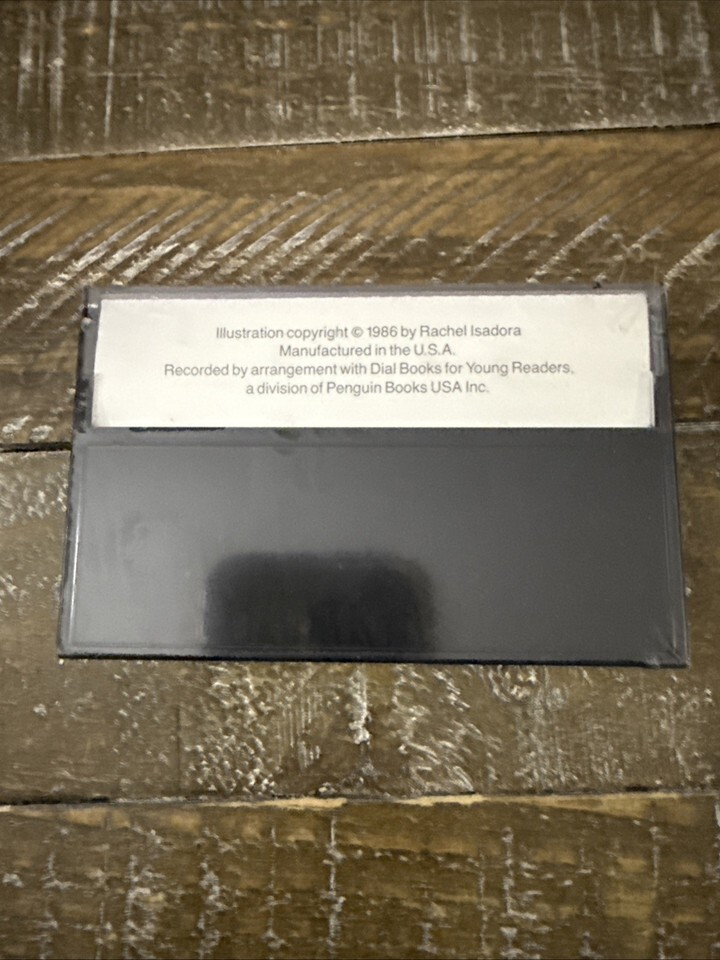 Illustration copyright © 1986 by Rachel Isadora
Manufactured in the U.S.A.
Recorded by arrangement with Dial Books for Young Readers,
a division of Penguin Books USA Inc.